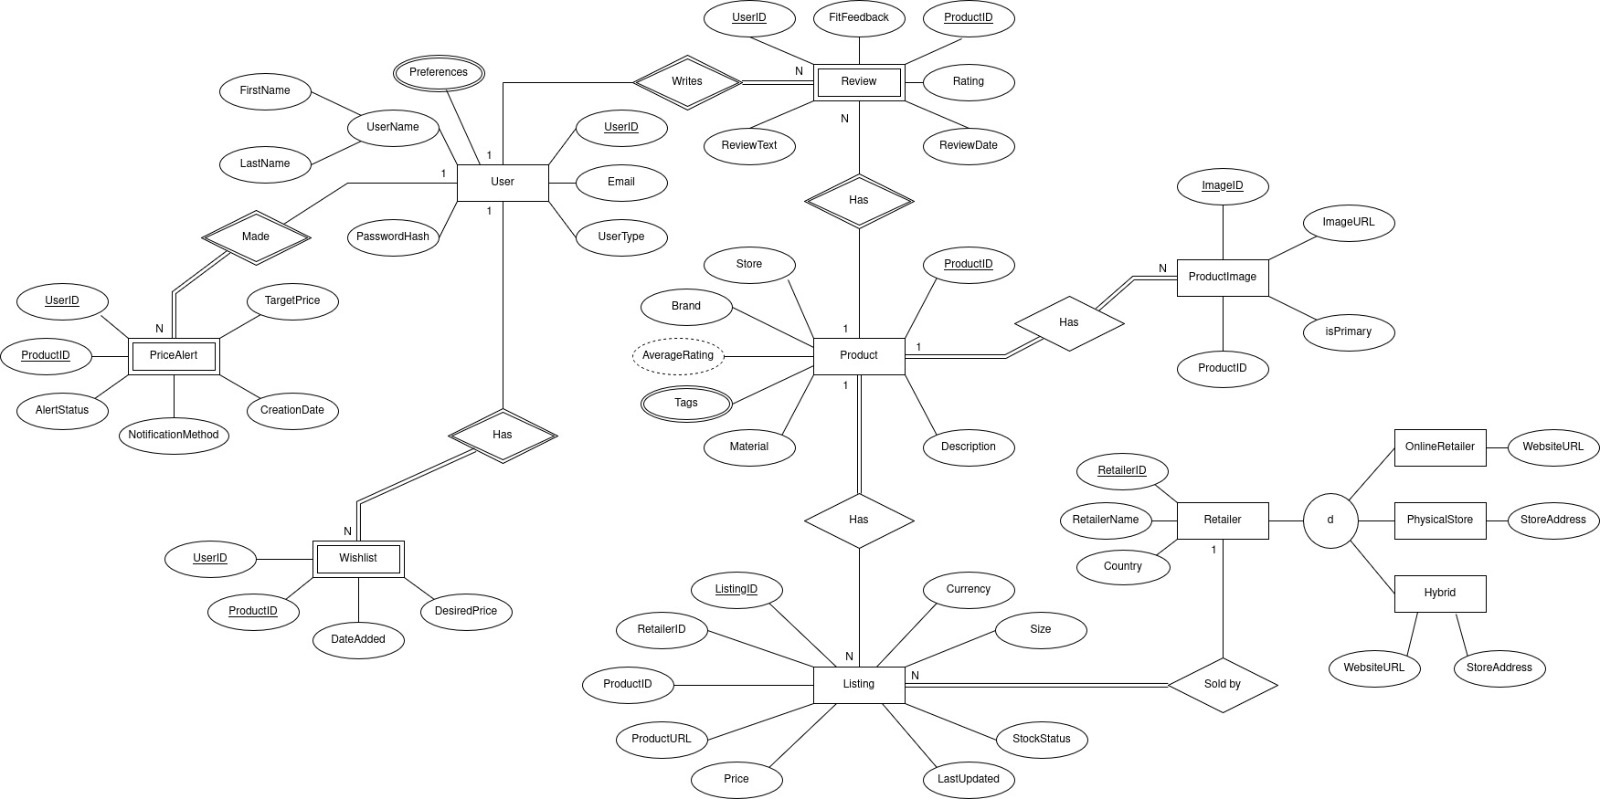 UserID
FitFeedback
ProductID
Preferences
N
Writes
Review
Rating
FirstName
UserName
UserID
N
LastName
ReviewText
ReviewDate
1
1
User
Email
ImageID
Has
ImageURL
Made
PasswordHash
1
UserType
Store
ProductID
N
ProductImage
UserID
TargetPrice
Brand
Has
isPrimary
N
1
1
ProductID
PriceAlert
AverageRating
Product
ProductID
1
AlertStatus
CreationDate
Tags
NotificationMethod
Has
Material
Description
OnlineRetailer
WebsiteURL
RetailerID
RetailerName
Retailer
d
PhysicalStore
StoreAddress
Has
N
1
UserID
Wishlist
Country
ListingID
Currency
Hybrid
ProductID
DesiredPrice
DateAdded
RetailerID
Size
N
N
WebsiteURL
StoreAddress
ProductID
Listing
Sold by
ProductURL
StockStatus
Price
LastUpdated